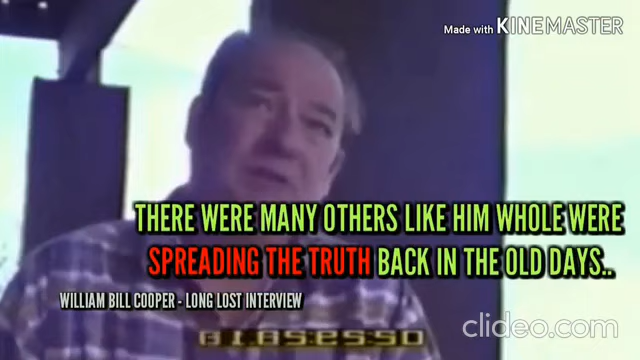 Made with KINEMASTER
THERE WERE MANY OTHERS LIKE HIM WHOLE WERE
SPREADING THE TRUTH BACK IN THE OLD DAYS..
WILLIAM BILL COOPER - LONG LOST INTERVIEW
clideo.com